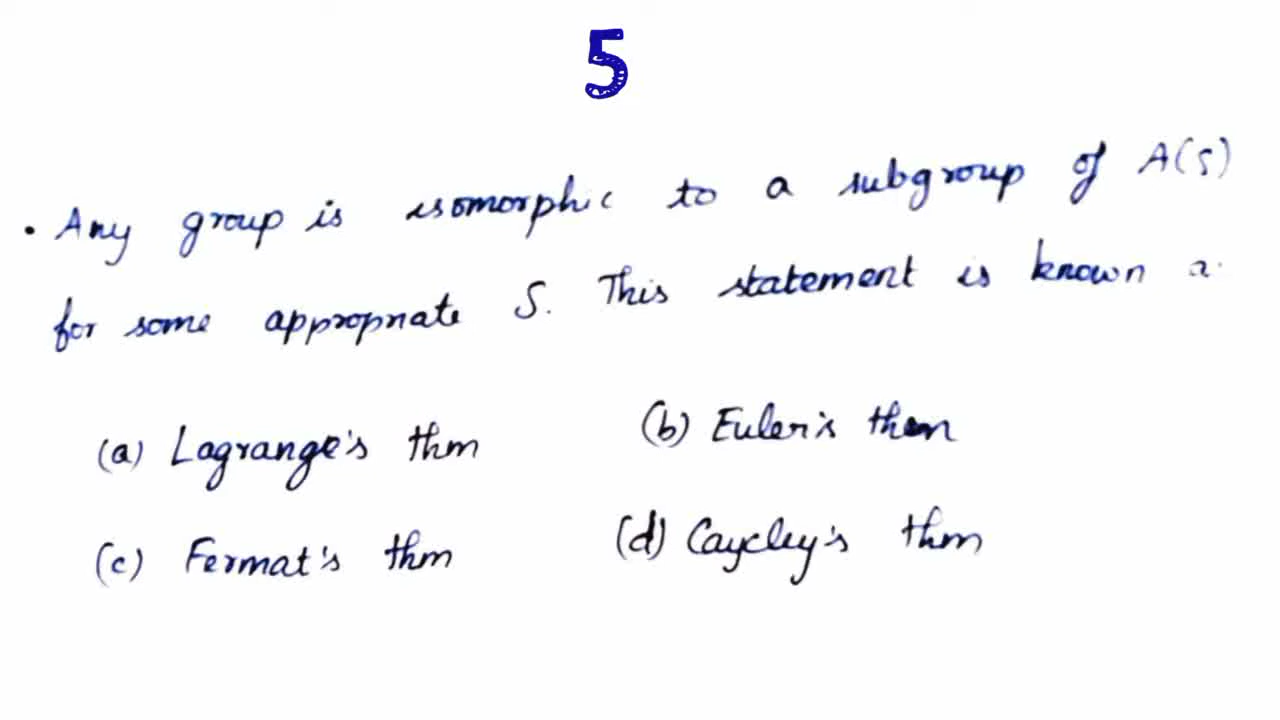 5
• Any group is isomorphic to a subgroup of A(S)
for some appropriate S. This statement is known
(a) Lagrange's thm
(b) Euler's thm
(c) Fermat's thm
(d) Caycley's thm